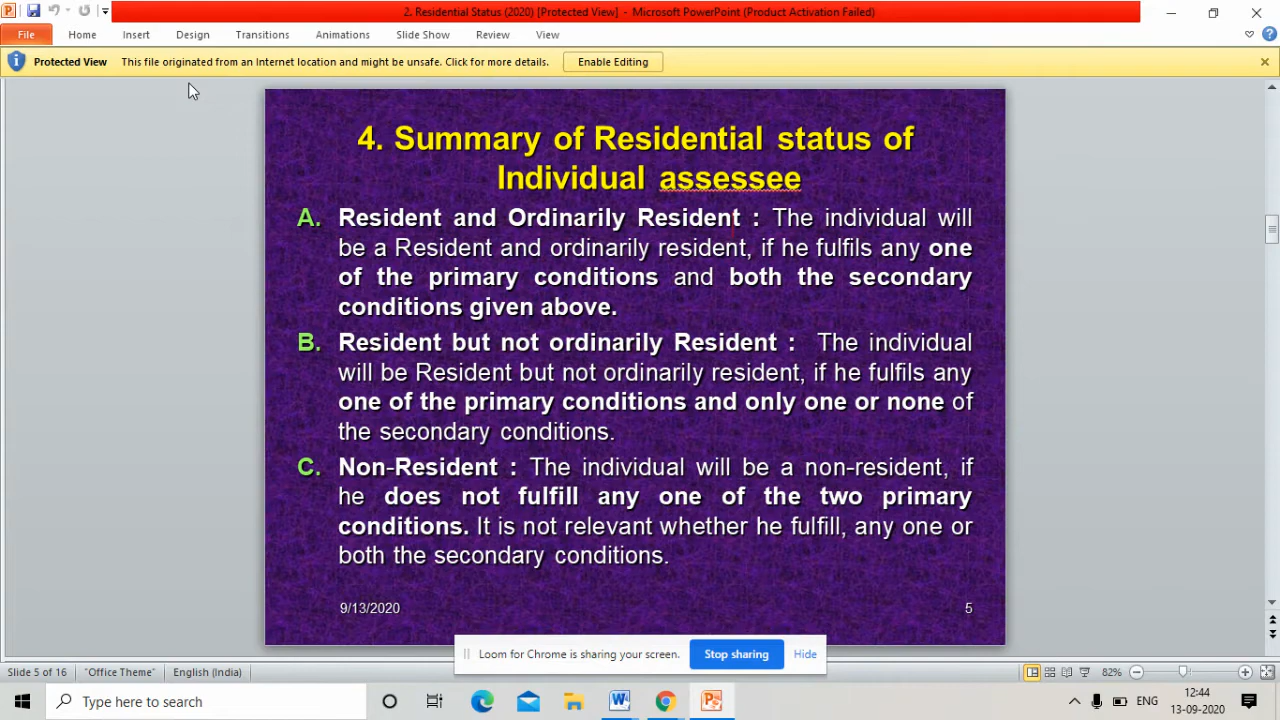 2. Residential Status (2020) [Protected View] - Microsoft PowerPoint (Product Activation Failed)
File Home Insert Design Transitions Animations Slide Show Review View
Protected View This file originated from an Internet location and might be unsafe. Click for more details. Enable Editing
4. Summary of Residential status of
Individual assessee
A. Resident and Ordinarily Resident : The individual will
be a Resident and ordinarily resident, if he fulfils any one
of the primary conditions and both the secondary
conditions given above.
B. Resident but not ordinarily Resident : The individual
will be Resident but not ordinarily resident, if he fulfils any
one of the primary conditions and only one or none of
the secondary conditions.
C. Non-Resident : The individual will be a non-resident, if
he does not fulfill any one of the two primary
conditions. It is not relevant whether he fulfill, any one or
both the secondary conditions.
9/13/2020 5
Loom for Chrome is sharing your screen. Stop sharing Hide
Slide 5 of 16 "Office Theme" English (India) 82%
Type here to search ENG 12:44
13-09-2020